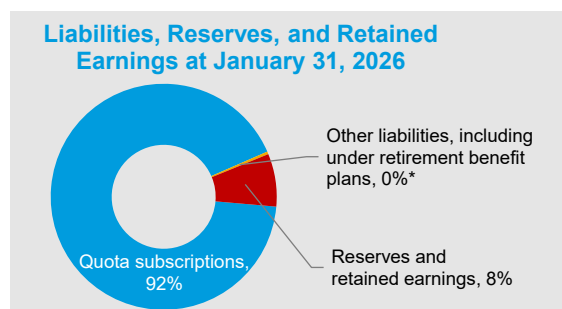 Liabilities, Reserves, and Retained
Earnings at January 31, 2026
Other liabilities, including
under retirement benefit
plans, 0%*
Reserves and
retained earnings, 8%
Quota subscriptions,
92%